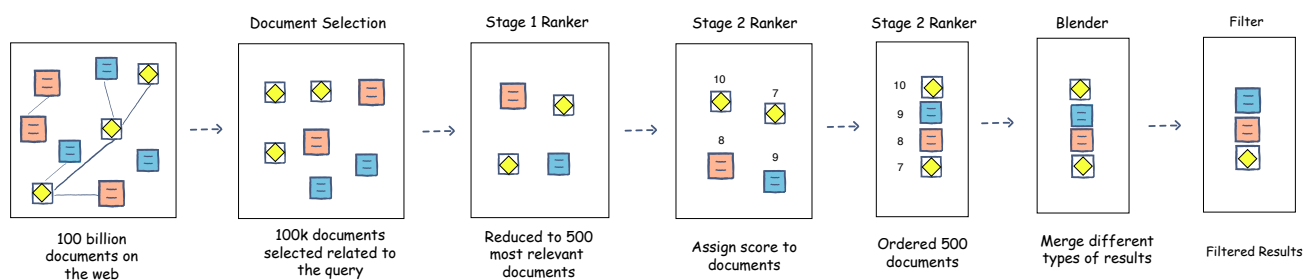 Document Selection
Stage 1 Ranker
Stage 2 Ranker
Stage 2 Ranker
Blender
Filter
10
7
8
9
10
9
8
7
100 billion
documents on
the web
100k documents
selected related to
the query
Reduced to 500
most relevant
documents
Assign score to
documents
Ordered 500
documents
Merge different
types of results
Filtered Results